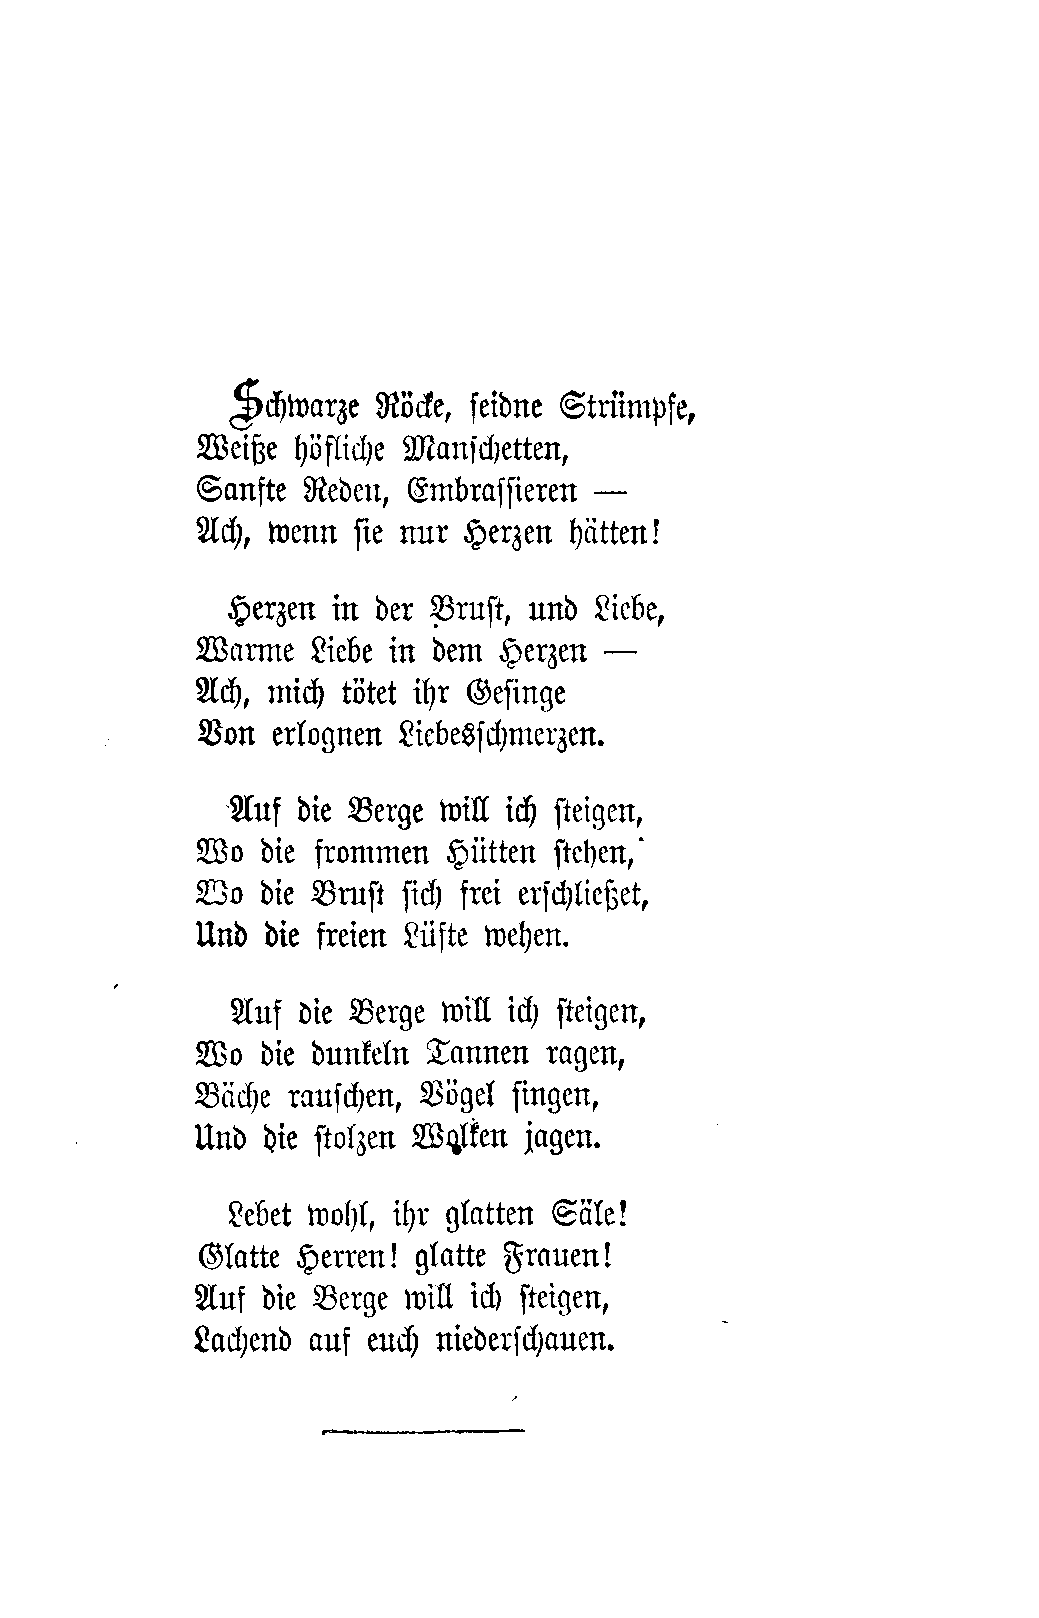 Schwarze Röcke, seidne Strümpfe,
Weiße höfliche Manschetten,
Sanfte Reden, Embrassieren —
Ach, wenn sie nur Herzen hätten!
Herzen in der Brust, und Liebe,
Warme Liebe in dem Herzen —
Ach, mich tötet ihr Gesinge
Von erlognen Liebesschmerzen.
Auf die Berge will ich steigen,
Wo die frommen Hütten stehen,
Wo die Brust sich frei erschließet,
Und die freien Lüfte wehen.
Auf die Berge will ich steigen,
Wo die dunkeln Tannen ragen,
Bäche rauschen, Vögel singen,
Und die stolzen Wolken jagen.
Lebet wohl, ihr glatten Säle!
Glatte Herren! glatte Frauen!
Auf die Berge will ich steigen,
Lachend auf euch niederschauen.